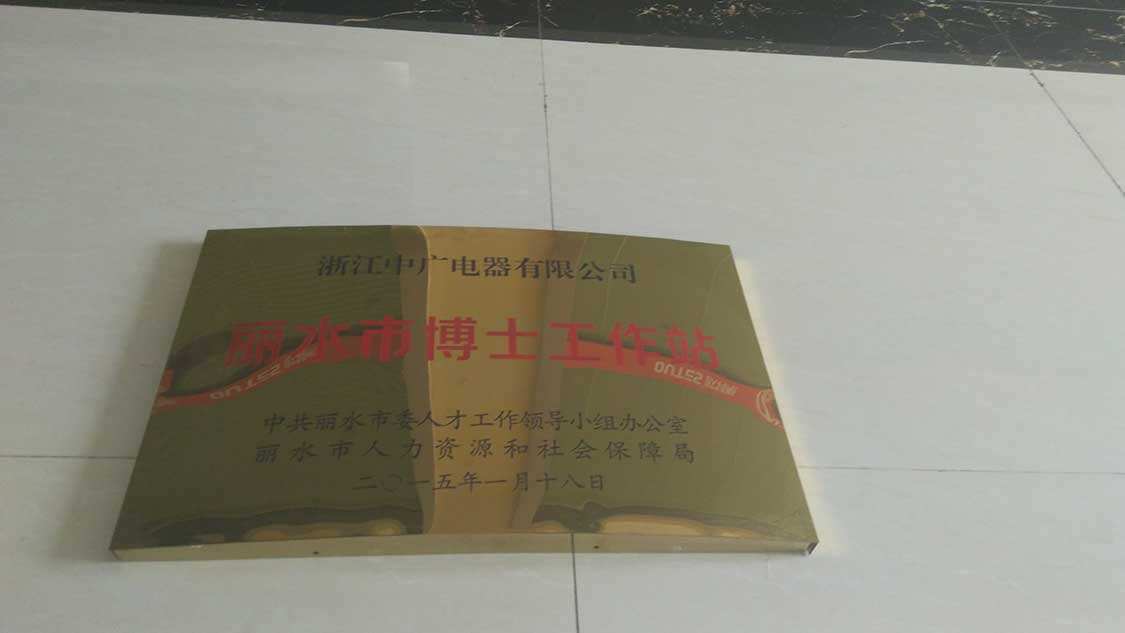 浙江中广电器有限公司
丽水市博士工作站
中共丽水市委人才工作领导小组办公室
丽水市人力资源和社会保障局
二〇一五年一月十八日